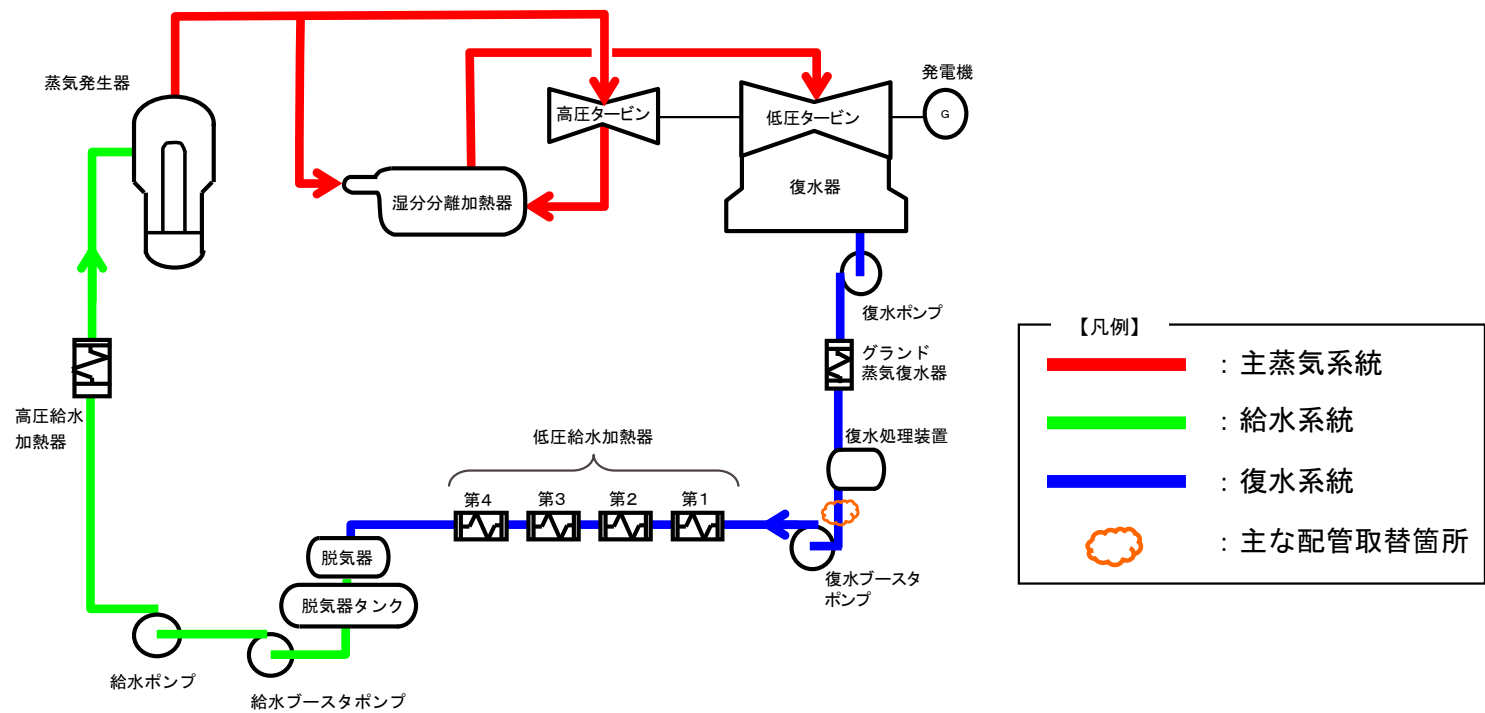 発電機
蒸気発生器
高圧タービン
低圧タービン
G
湿分分離加熱器
復水器
復水ポンプ
グランド
蒸気復水器
高圧給水
加熱器
低圧給水加熱器
復水処理装置
第4
第3
第2
第1
脱気器
脱気器タンク
復水ブースタ
ポンプ
給水ポンプ
給水ブースタポンプ
【凡例】
：主蒸気系統
：給水系統
：復水系統
：主な配管取替箇所